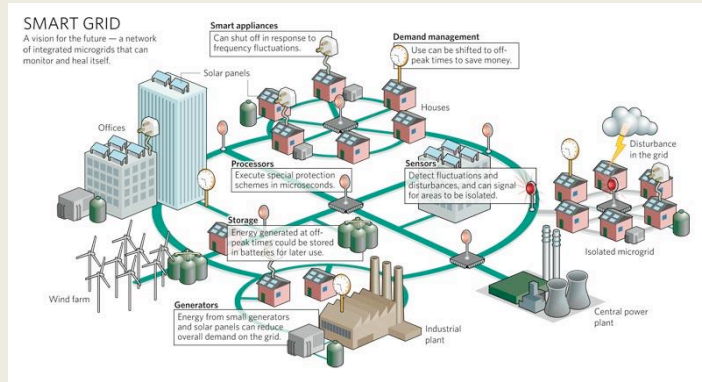 SMART GRID
A vision for the future — a network
of integrated microgrids that can
monitor and heal itself.
Smart appliances
Can shut off in response to
frequency fluctuations.
Demand management
Use can be shifted to off-
peak times to save money.
Solar panels
Houses
Offices
Processors
Execute special protection
schemes in microseconds.
Sensors
Detect fluctuations and
disturbances, and can signal
for areas to be isolated.
Disturbance
in the grid
Storage
Energy generated at off-
peak times could be stored
in batteries for later use.
Isolated microgrid
Wind farm
Generators
Energy from small generators
and solar panels can reduce
overall demand on the grid.
Industrial
plant
Central power
plant